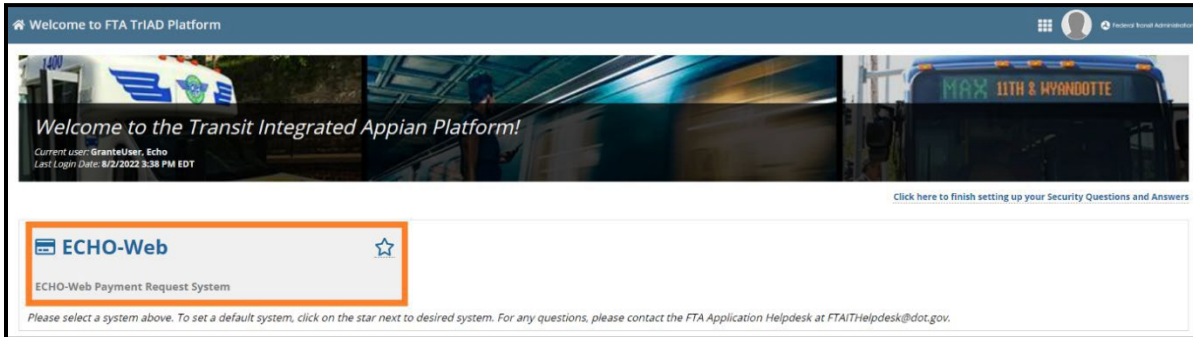 Welcome to FTA TrIAD Platform
Federal Transit Administration
1400
MAX 11TH & WYANDOTTE
Welcome to the Transit Integrated Appian Platform!
Current user: GranteUser, Echo
Last Login Date: 8/2/2022 3:38 PM EDT
Click here to finish setting up your Security Questions and Answers
ECHO-Web
ECHO-Web Payment Request System
Please select a system above. To set a default system, click on the star next to desired system. For any questions, please contact the FTA Application Helpdesk at FTAITHelpdesk@dot.gov.